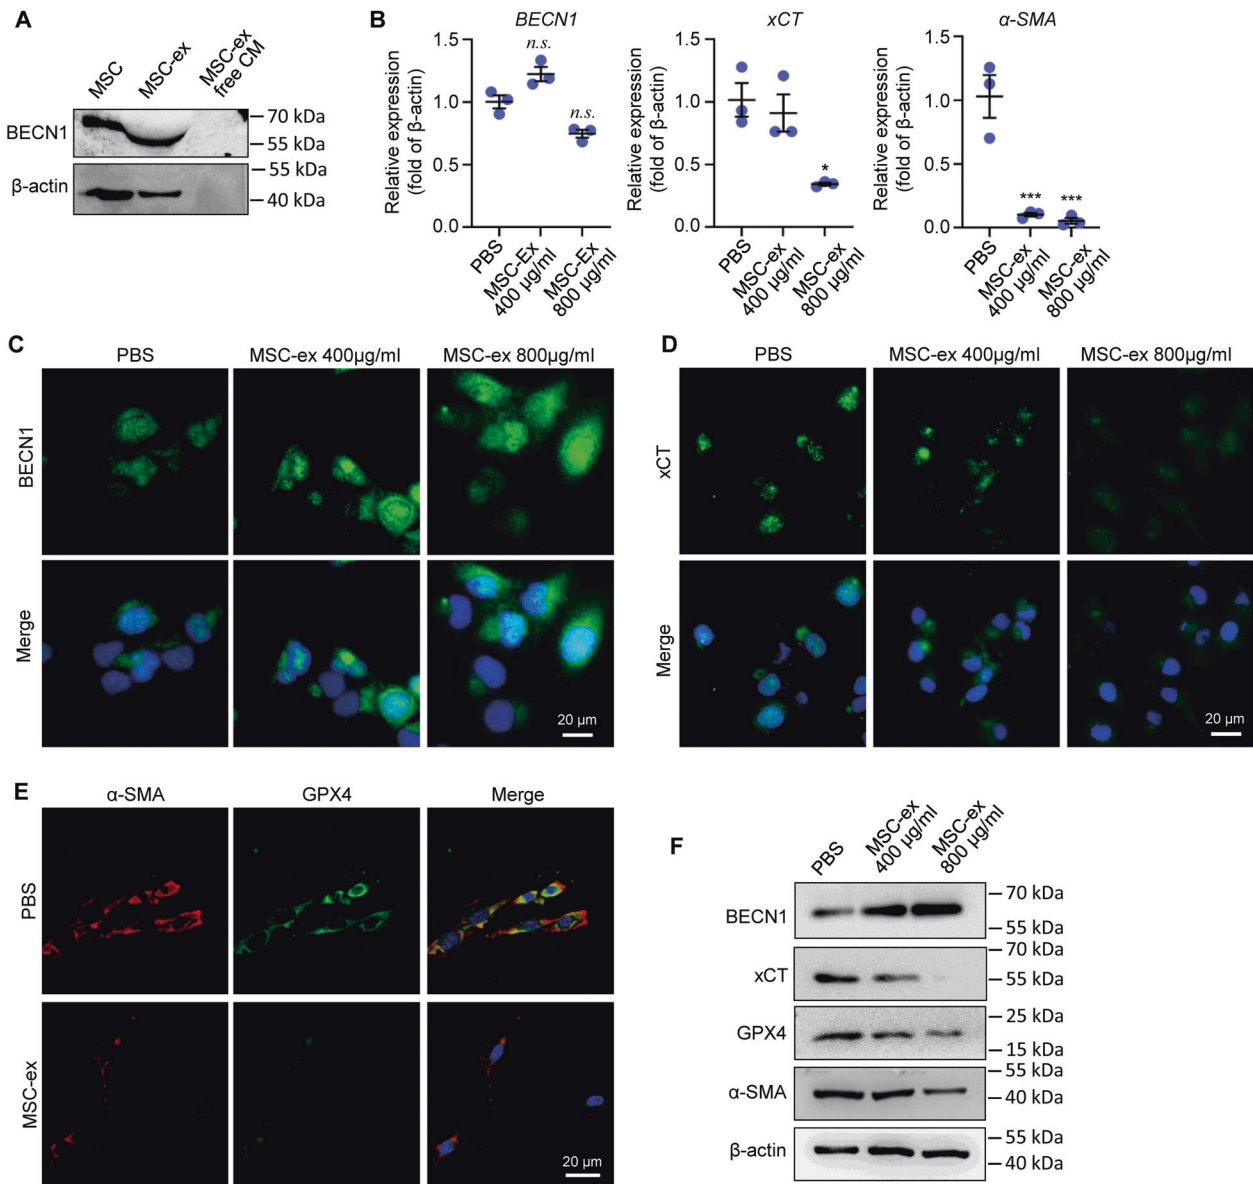 A
MSC
MSC-ex
MSC-ex
free CM
BECN1
70 kDa
55 kDa
β-actin
55 kDa
40 kDa
B
BECN1
Relative expression
(fold of β-actin)
1.5
1.0
0.5
0.0
n.s.
n.s.
PBS
MSC-Ex
400 µg/ml
MSC-Ex
800 µg/ml
xCT
Relative expression
(fold of β-actin)
1.5
1.0
0.5
0.0
*
PBS
MSC-ex
400 µg/ml
MSC-ex
800 µg/ml
α-SMA
Relative expression
(fold of β-actin)
1.5
1.0
0.5
0.0
***
***
PBS
MSC-ex
400 µg/ml
MSC-ex
800 µg/ml
C
PBS
MSC-ex 400µg/ml
MSC-ex 800µg/ml
BECN1
Merge
20 µm
D
PBS
MSC-ex 400µg/ml
MSC-ex 800µg/ml
xCT
Merge
20 µm
E
α-SMA
GPX4
Merge
PBS
MSC-ex
20 µm
F
PBS
MSC-ex
400 µg/ml
MSC-ex
800 µg/ml
BECN1
70 kDa
55 kDa
xCT
70 kDa
55 kDa
GPX4
25 kDa
15 kDa
α-SMA
55 kDa
40 kDa
β-actin
55 kDa
40 kDa